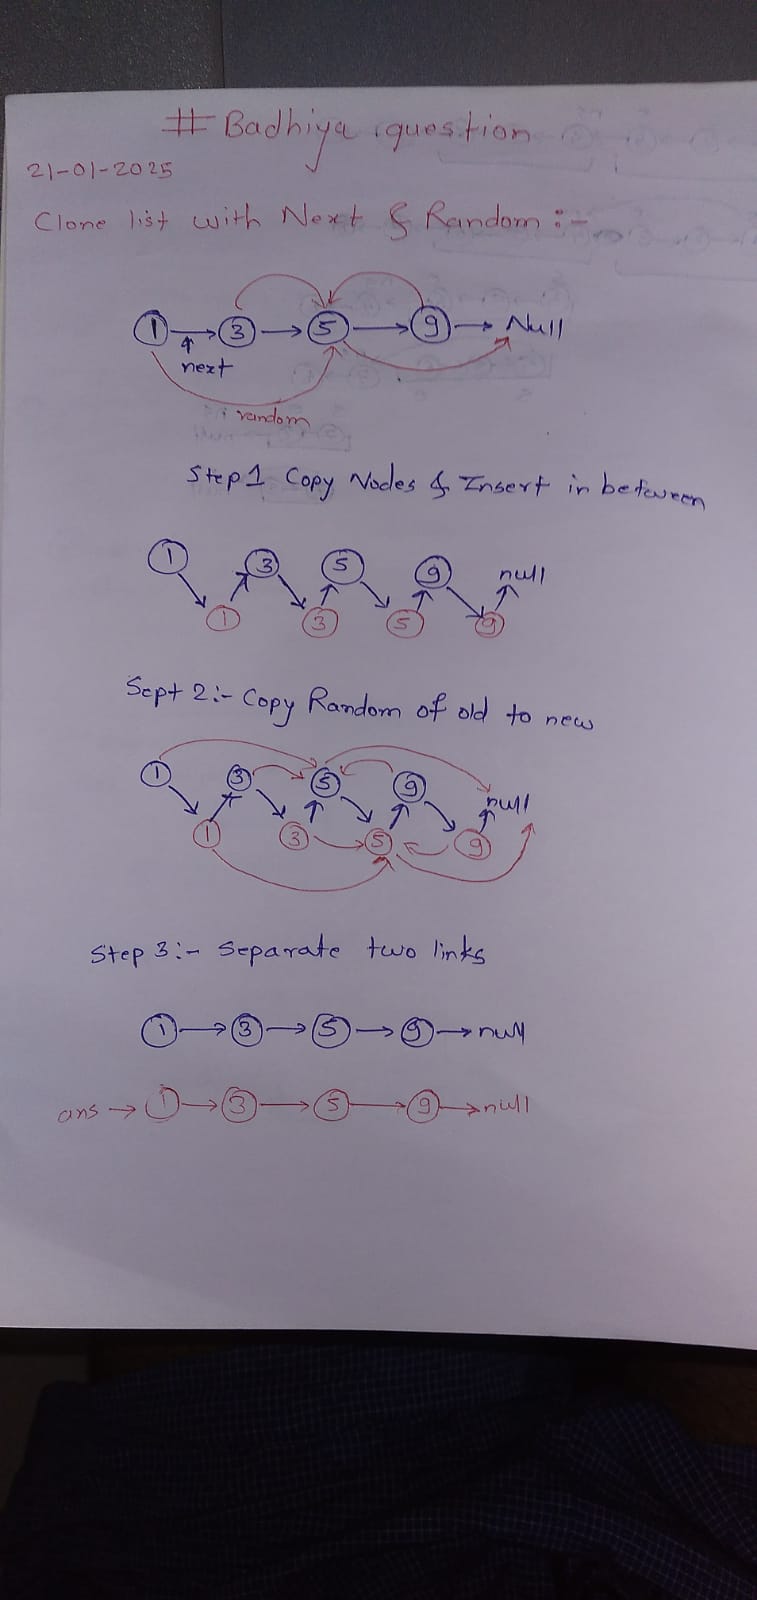 # Badhiya question
21-01-2025
Clone list with Next & Random :-
1 → 3 → 5 → 9 → Null
next
random
Step 1 Copy Nodes & Insert in between
1 3 5 9 null
1 3 5 9
Sept 2:- Copy Random of old to new
1 3 5 9 null
1 3 5 9
Step 3:- Separate two links
1 → 3 → 5 → 9 → null
ans → 1 → 3 → 5 → 9 → null